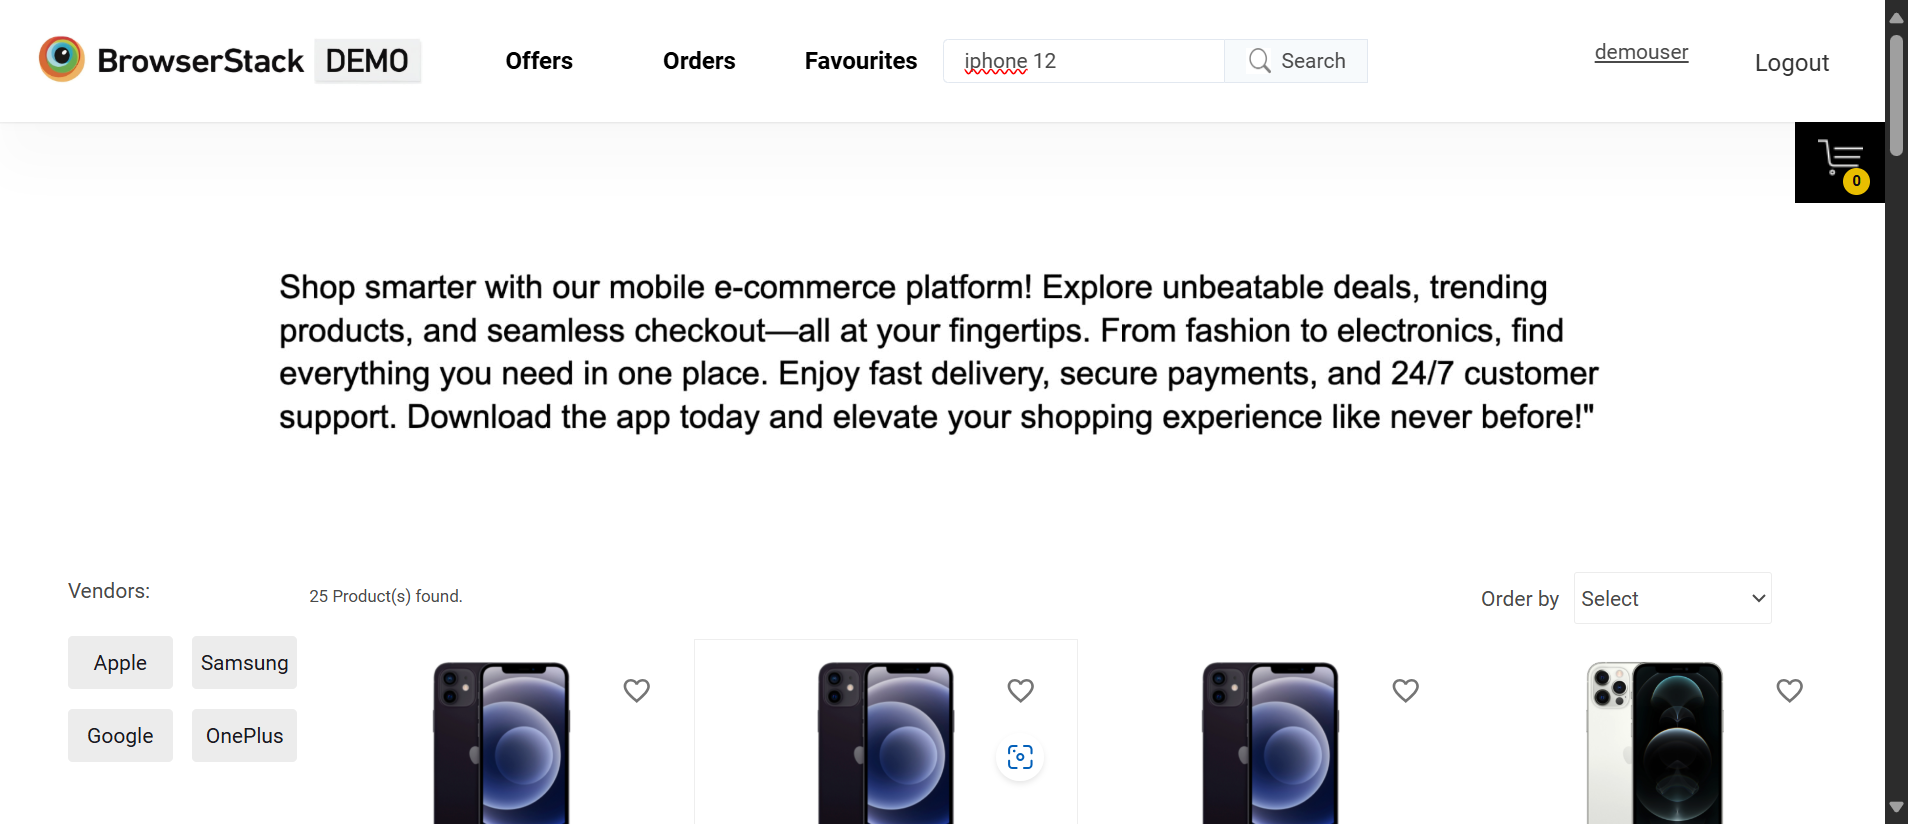 BrowserStack DEMO
Offers
Orders
Favourites
iphone 12
Search
demouser
Logout
0
Shop smarter with our mobile e-commerce platform! Explore unbeatable deals, trending
products, and seamless checkout—all at your fingertips. From fashion to electronics, find
everything you need in one place. Enjoy fast delivery, secure payments, and 24/7 customer
support. Download the app today and elevate your shopping experience like never before!"
Vendors:
25 Product(s) found.
Order by
Select
Apple
Samsung
Google
OnePlus